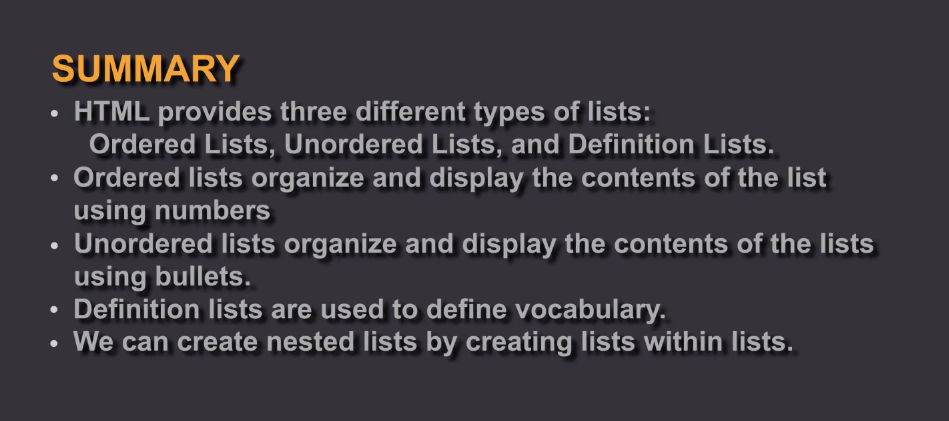 SUMMARY
• HTML provides three different types of lists:
Ordered Lists, Unordered Lists, and Definition Lists.
• Ordered lists organize and display the contents of the list
using numbers
• Unordered lists organize and display the contents of the lists
using bullets.
• Definition lists are used to define vocabulary.
• We can create nested lists by creating lists within lists.